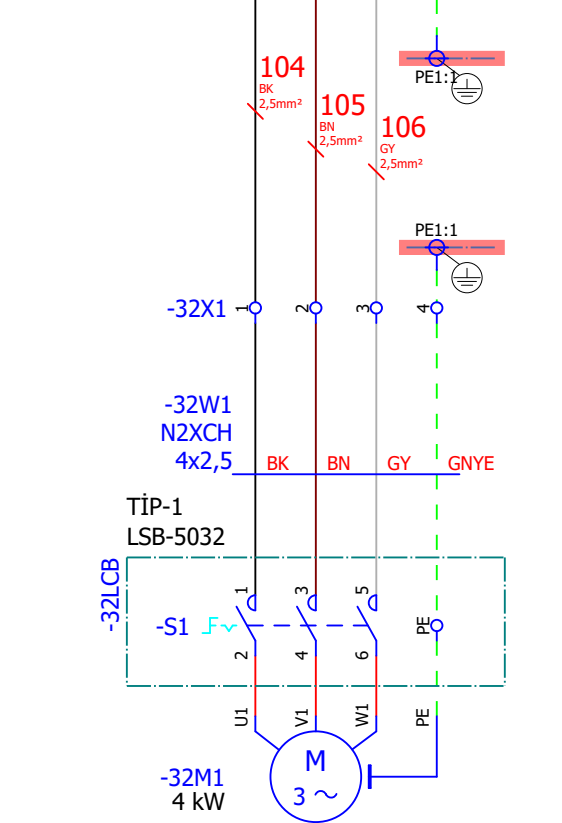 104
BK
2,5mm²
105
BN
2,5mm²
106
GY
2,5mm²
PE1:1
PE1:1
-32X1
1
2
3
4
-32W1
N2XCH
4x2,5
BK
BN
GY
GNYE
TİP-1
LSB-5032
-32LCB
-S1
1
3
5
2
4
6
PE
U1
V1
W1
PE
M
3 ~
-32M1
4 kW